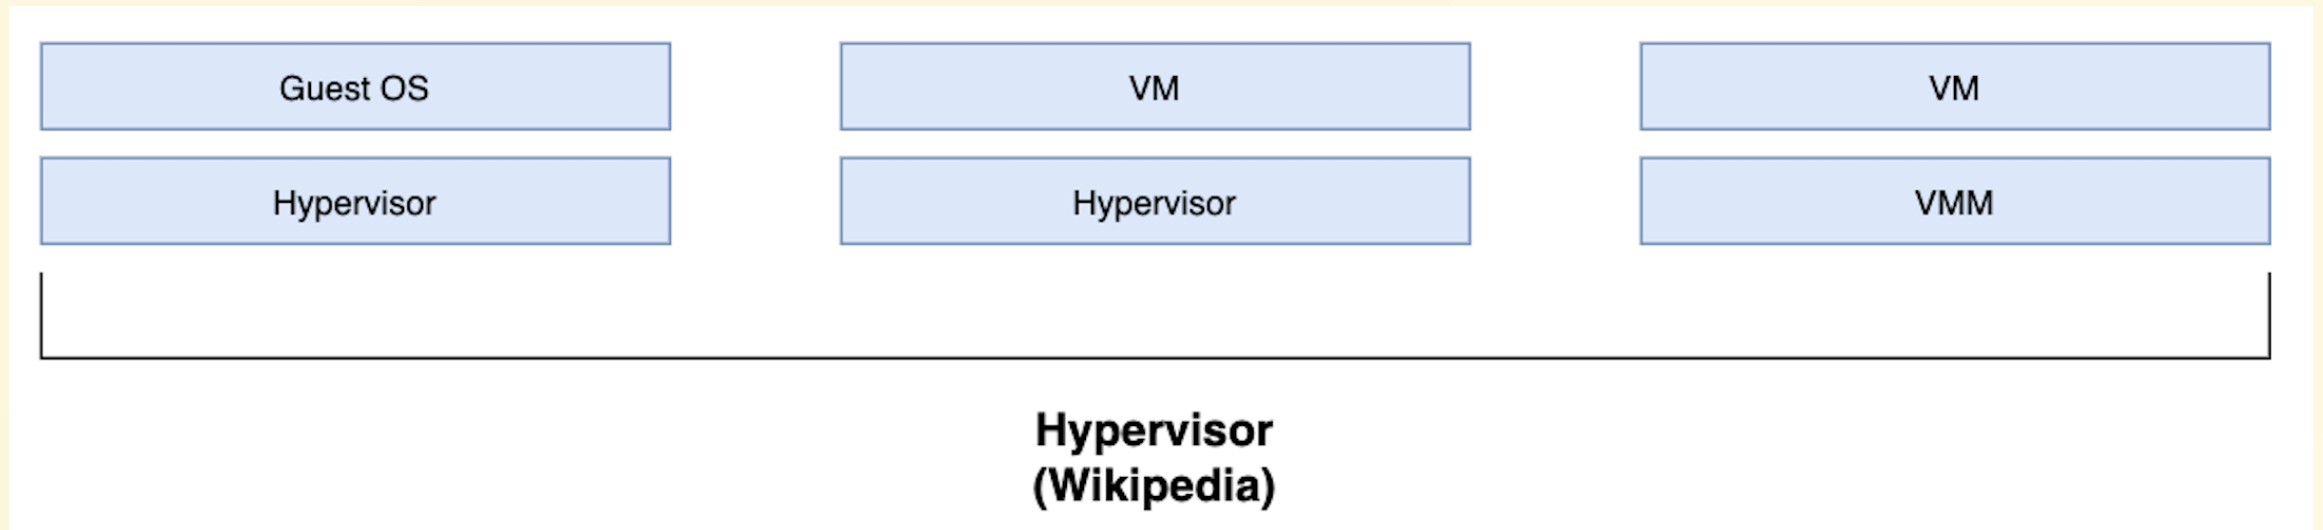 Guest OS
VM
VM
Hypervisor
Hypervisor
VMM
Hypervisor
(Wikipedia)